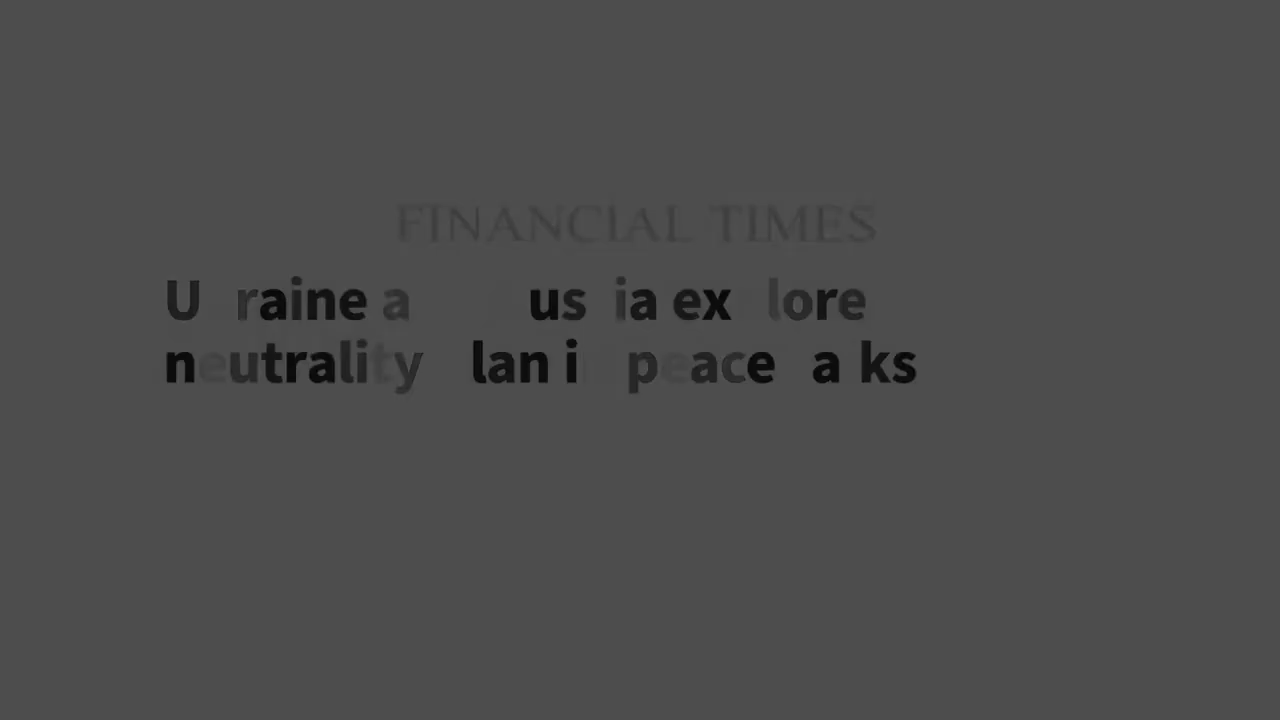 FINANCIAL TIMES
U raine a us ia ex lore
neutrality lan i peace a ks